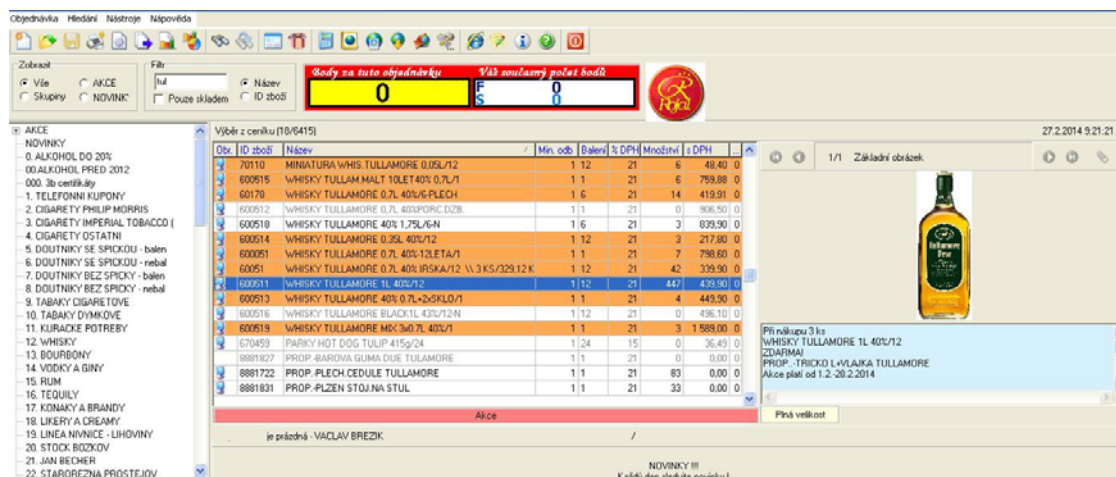 Objednávka Hledání Nástroje Nápověda
Zobrazit
Vše AKCE
Skupiny NOVINK
Filtr
tul
Pouze skladem
Název
ID zboží
Body za tuto objednávku Váš současný počet bodů
0
F 0
S 0
Rojal
AKCE
NOVINKY
0. ALKOHOL DO 20%
00.ALKOHOL PRED 2012
000. 3b certifikáty
1. TELEFONNI KUPONY
2. CIGARETY PHILIP MORRIS
3. CIGARETY IMPERIAL TOBACCO (
4. CIGARETY OSTATNI
5. DOUTNIKY SE SPICKOU - balen
6. DOUTNIKY SE SPICKOU - nebal
7. DOUTNIKY BEZ SPICKY - balen
8. DOUTNIKY BEZ SPICKY - nebal
9. TABAKY CIGARETOVE
10. TABAKY DYMKOVE
11. KURACKE POTREBY
12. WHISKY
13. BOURBONY
14. VODKY A GINY
15. RUM
16. TEQUILY
17. KONAKY A BRANDY
18. LIKERY A CREAMY
19. LINEA NIVNICE - LIHOVINY
20. STOCK BOZKOV
21. JAN BECHER
22. STAROREZNA PROSTEJOV
Výběr z ceníku (18/6415) 27.2.2014 9:21:21
Obr. ID zboží Název / Min. odb Balení % DPH Množství s DPH ...
70110 MINIATURA WHIS.TULLAMORE 0,05L/12 1 12 21 6 48,40 0
600515 WHISKY TULLAM.MALT 10LET40% 0,7L/1 1 1 21 6 759,88 0
60178 WHISKY TULLAMORE 0,7L 40%/6-PLECH 1 6 21 14 419,91 0
600512 WHISKY TULLAMORE 0,7L 40%PORC.DZB. 1 1 21 0 906,50 0
600518 WHISKY TULLAMORE 40% 1,75L/6-N 1 6 21 3 839,90 0
600514 WHISKY TULLAMORE 0,35L 40%/12 1 12 21 3 217,80 0
600051 WHISKY TULLAMORE 0,7L 40%-12LETA/1 1 1 21 7 798,60 0
60051 WHISKY TULLAMORE 0.7L 40% IRSKA/12 \\ 3 KS/329,12 K 1 12 21 42 339,90 0
600511 WHISKY TULLAMORE 1L 40%/12 1 12 21 447 439,90 0
600513 WHISKY TULLAMORE 40% 0.7L+2xSKLO/1 1 1 21 4 449,90 0
600516 WHISKY TULLAMORE BLACK1L 43%/12-N 1 12 21 0 496,10 0
600519 WHISKY TULLAMORE MIX 3x0.7L 40%/1 1 1 21 3 1 589,00 0
670459 PARKY HOT DOG TULIP 415g/24 1 24 15 0 36,49 0
8881827 PROP.-BAROVA GUMA DUE TULAMORE 1 1 21 0 0,00 0
8881722 PROP.-PLECH.CEDULE TULLAMORE 1 1 21 83 0,00 0
8881831 PROP.-PLZEN STOJ.NA STUL 1 1 21 33 0,00 0
Akce
je prázdná - VACLAV BREZIK /
NOVINKY !!!
Každý den sledujte novinky !
1/1 Základní obrázek
Tullamore
Dew
Při nákupu 3 ks
WHISKY TULLAMORE 1L 40%/12
ZDARMA!
PROP. -TRICKO L+VLAJKA TULLAMORE
Akce platí od 1.2.-28.2.2014
Plná velikost